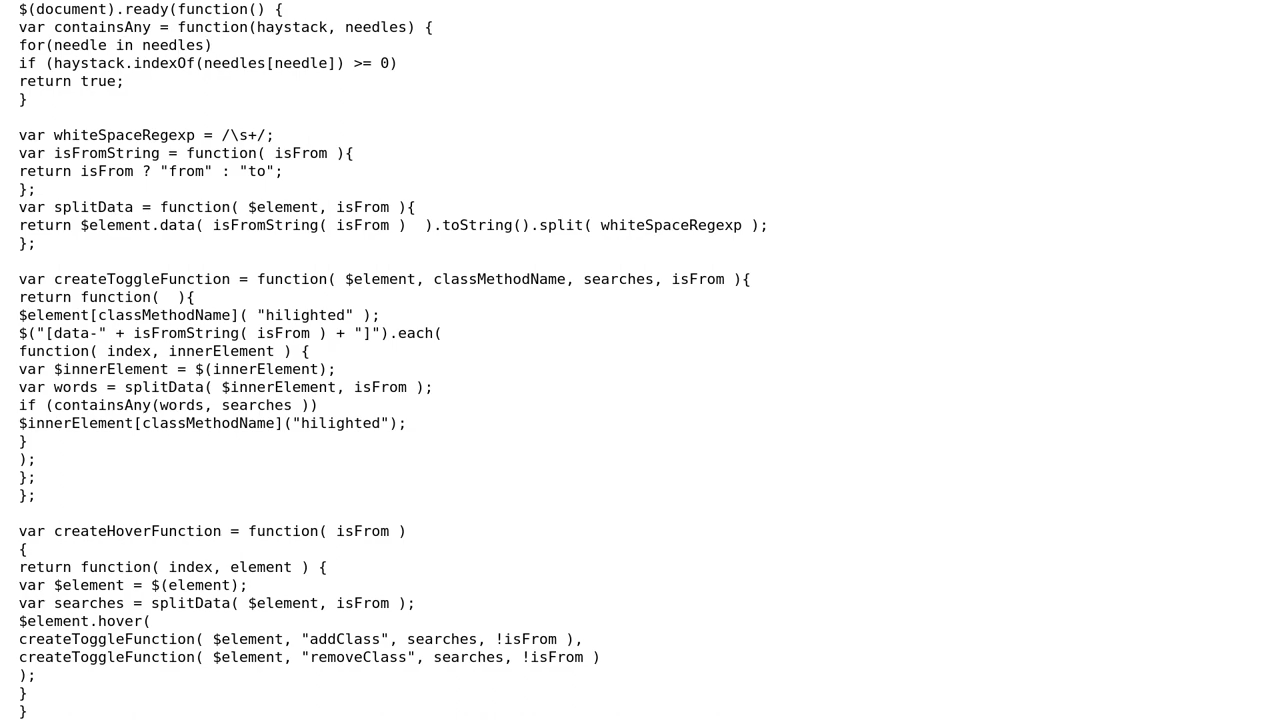 $(document).ready(function() {
var containsAny = function(haystack, needles) {
for(needle in needles)
if (haystack.indexOf(needles[needle]) >= 0)
return true;
}

var whiteSpaceRegexp = /\s+/;
var isFromString = function( isFrom ){
return isFrom ? "from" : "to";
};
var splitData = function( $element, isFrom ){
return $element.data( isFromString( isFrom )  ).toString().split( whiteSpaceRegexp );
};

var createToggleFunction = function( $element, classMethodName, searches, isFrom ){
return function(  ){
$element[classMethodName]( "hilighted" );
$("[data-" + isFromString( isFrom ) + "]").each(
function( index, innerElement ) {
var $innerElement = $(innerElement);
var words = splitData( $innerElement, isFrom );
if (containsAny(words, searches ))
$innerElement[classMethodName]("hilighted");
}
);
};
};

var createHoverFunction = function( isFrom )
{
return function( index, element ) {
var $element = $(element);
var searches = splitData( $element, isFrom );
$element.hover(
createToggleFunction( $element, "addClass", searches, !isFrom ),
createToggleFunction( $element, "removeClass", searches, !isFrom )
);
}
}